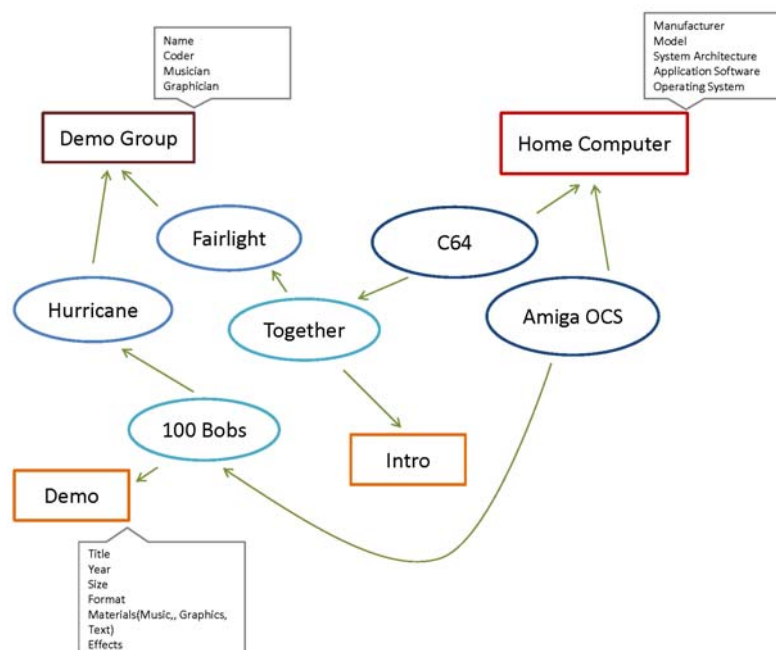 Name
Coder
Musician
Graphician
Manufacturer
Model
System Architecture
Application Software
Operating System
Demo Group
Home Computer
Fairlight
C64
Hurricane
Together
Amiga OCS
100 Bobs
Intro
Demo
Title
Year
Size
Format
Materials(Music,, Graphics,
Text)
Effects